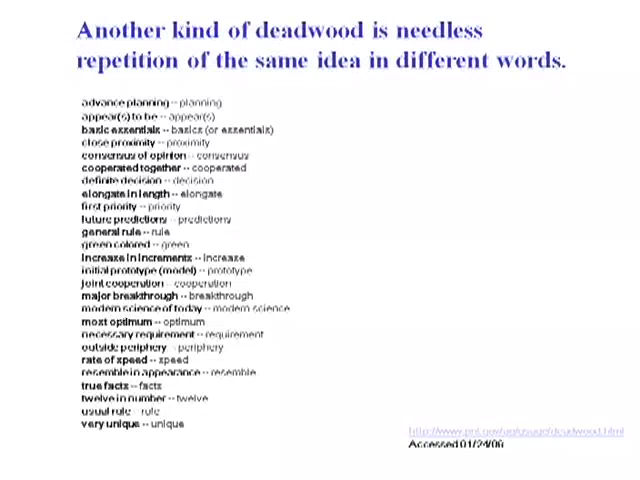 Another kind of deadwood is needless
repetition of the same idea in different words.
advance planning -- planning
appear(s) to be -- appear(s)
basic essentials -- basics (or essentials)
close proximity -- proximity
consensus of opinion -- consensus
cooperated together -- cooperated
definite decision -- decision
elongate in length -- elongate
first priority -- priority
future predictions -- predictions
general rule -- rule
green colored -- green
increase in increments -- increase
initial prototype (model) -- prototype
joint cooperation -- cooperation
major breakthrough -- breakthrough
modern science of today -- modern science
most optimum -- optimum
necessary requirement -- requirement
outside periphery -- periphery
rate of speed -- speed
resemble in appearance -- resemble
true facts -- facts
twelve in number -- twelve
usual rule -- rule
very unique -- unique
Accessed 01/24/06